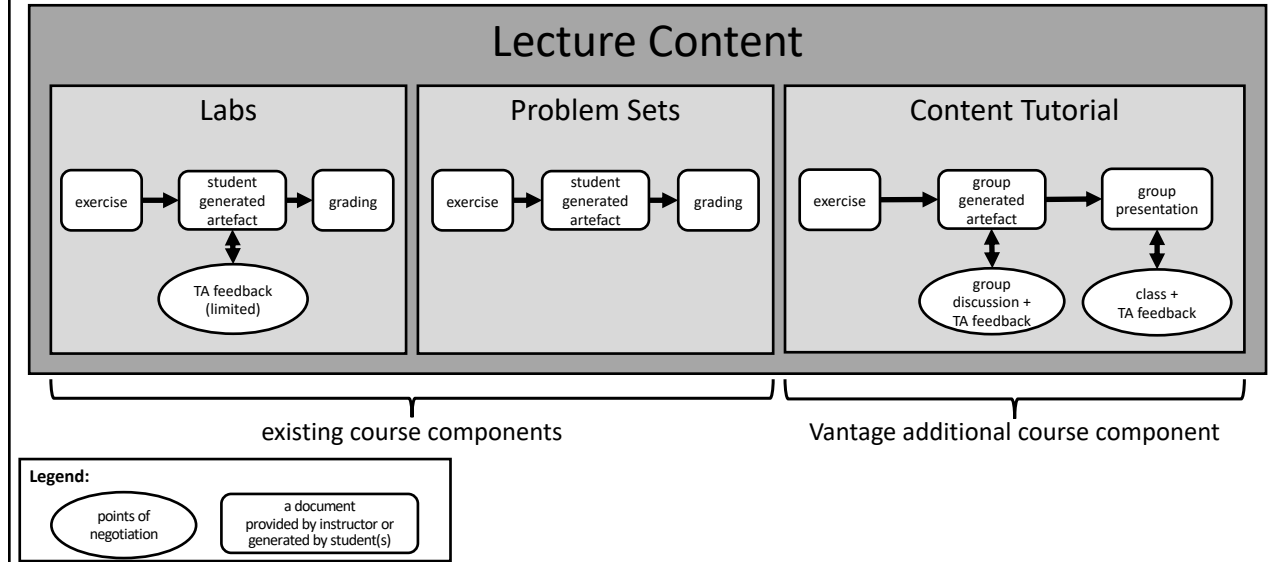 Lecture Content
Labs
exercise
student
generated
artefact
grading
TA feedback
(limited)
Problem Sets
exercise
student
generated
artefact
grading
Content Tutorial
exercise
group
generated
artefact
group
presentation
group
discussion +
TA feedback
class +
TA feedback
existing course components
Vantage additional course component
Legend:
points of
negotiation
a document
provided by instructor or
generated by student(s)